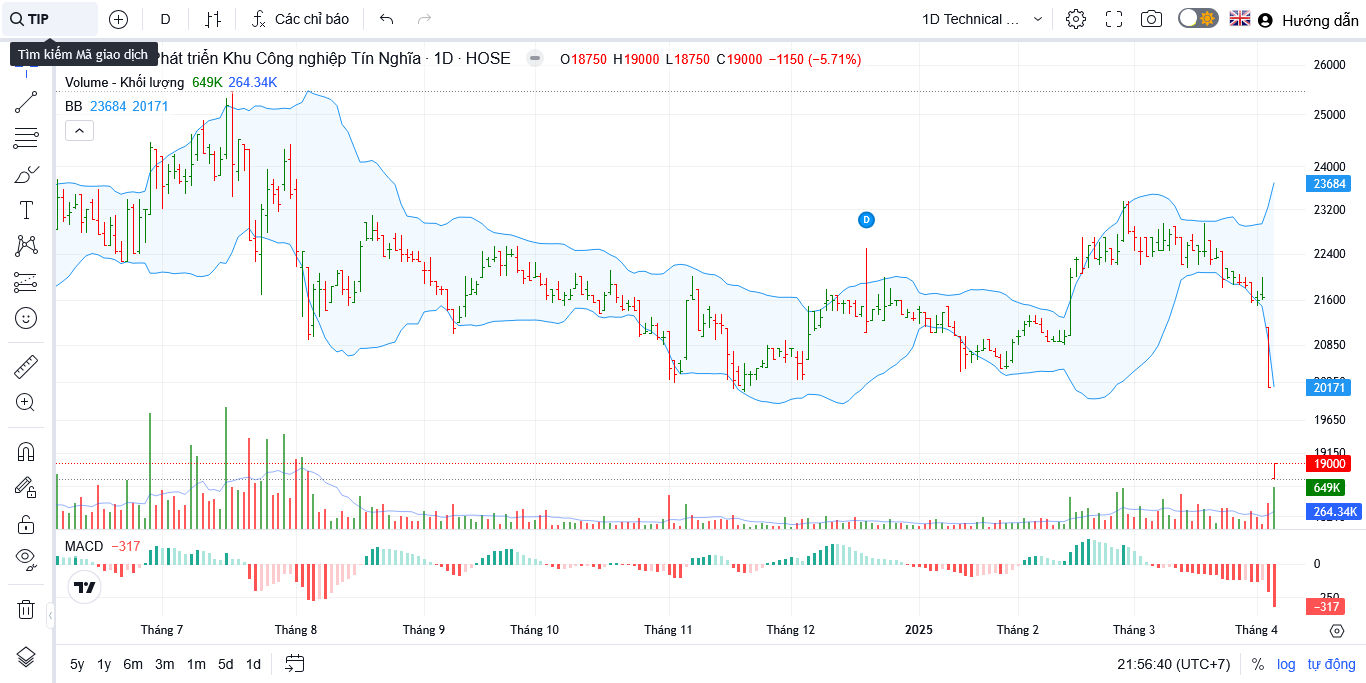 TIP
D
Các chỉ báo
1D Technical ...
Hướng dẫn
Tìm kiếm Mã giao dịch
Phát triển Khu Công nghiệp Tín Nghĩa · 1D · HOSE
O18750 H19000 L18750 C19000 −1150 (−5.71%)
Volume - Khối lượng 649K 264.34K
BB 23684 20171
26000
25000
24000
23684
23200
22400
21600
20850
20171
19650
19150
19000
649K
264.34K
D
MACD −317
0
−317
Tháng 7
Tháng 8
Tháng 9
Tháng 10
Tháng 11
Tháng 12
2025
Tháng 2
Tháng 3
Tháng 4
5y 1y 6m 3m 1m 5d 1d
21:56:40 (UTC+7)
% log tự động